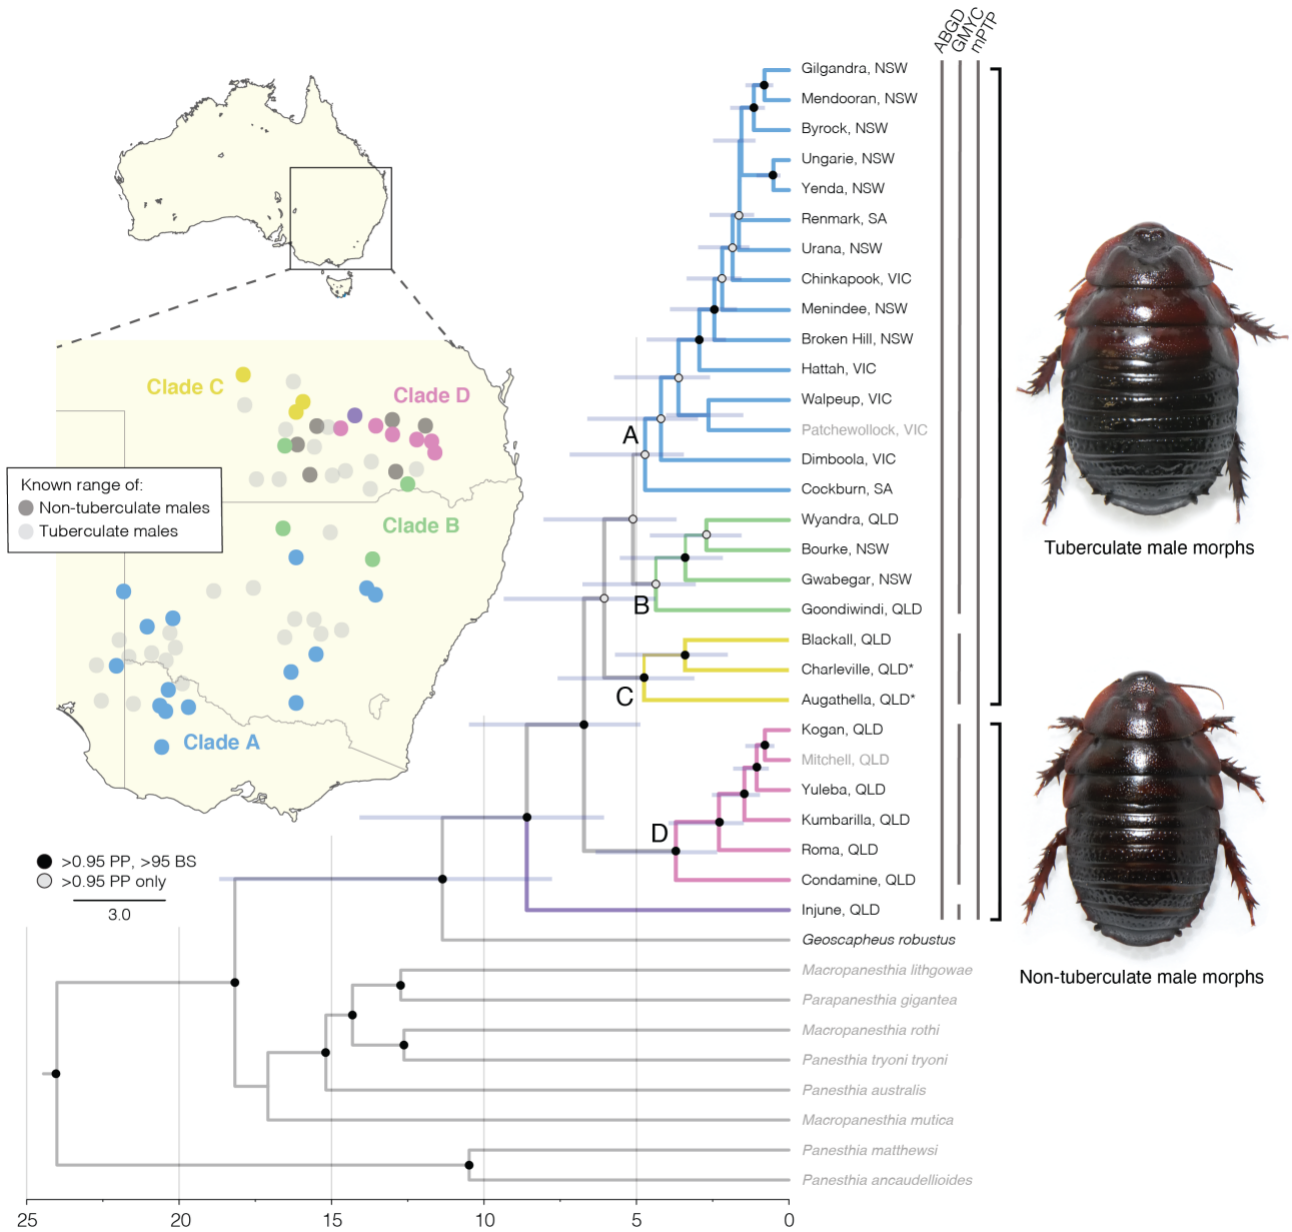 ABGD
GMYC
mPTP
Gilgandra, NSW
Mendooran, NSW
Byrock, NSW
Ungarie, NSW
Yenda, NSW
Renmark, SA
Urana, NSW
Chinkapook, VIC
Menindee, NSW
Broken Hill, NSW
Hattah, VIC
Walpeup, VIC
Patchewollock, VIC
Dimboola, VIC
Cockburn, SA
Wyandra, QLD
Bourke, NSW
Gwabegar, NSW
Goondiwindi, QLD
Blackall, QLD
Charleville, QLD*
Augathella, QLD*
Kogan, QLD
Mitchell, QLD
Yuleba, QLD
Kumbarilla, QLD
Roma, QLD
Condamine, QLD
Injune, QLD
Geoscapheus robustus
Macropanesthia lithgowae
Parapanesthia gigantea
Macropanesthia rothi
Panesthia tryoni tryoni
Panesthia australis
Macropanesthia mutica
Panesthia matthewsi
Panesthia ancaudellioides
A
B
C
D
Clade C
Clade D
Clade B
Clade A
Known range of:
Non-tuberculate males
Tuberculate males
>0.95 PP, >95 BS
>0.95 PP only
3.0
25
20
15
10
5
0
Tuberculate male morphs
Non-tuberculate male morphs